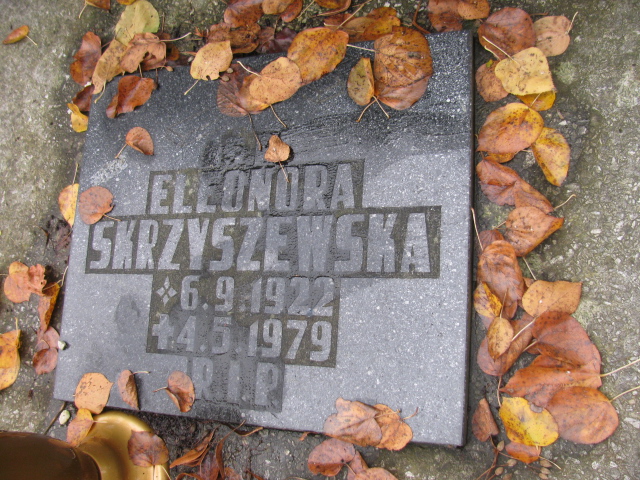 ELEONORA
SKRZYSZEWSKA
6.9.1922
4.5.1979
R.I.P